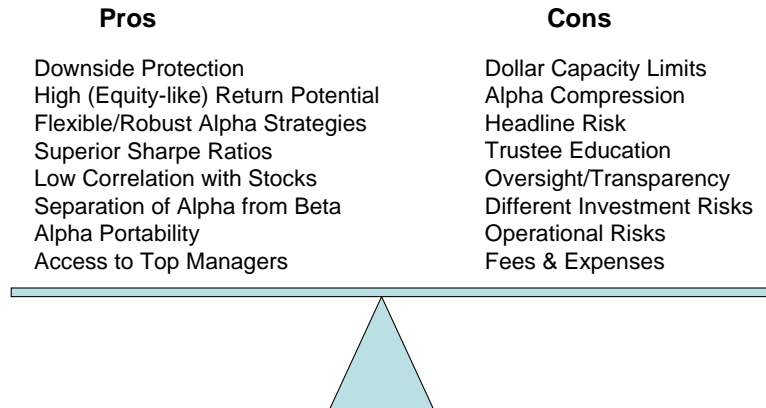 Pros
Downside Protection
High (Equity-like) Return Potential
Flexible/Robust Alpha Strategies
Superior Sharpe Ratios
Low Correlation with Stocks
Separation of Alpha from Beta
Alpha Portability
Access to Top Managers
Cons
Dollar Capacity Limits
Alpha Compression
Headline Risk
Trustee Education
Oversight/Transparency
Different Investment Risks
Operational Risks
Fees & Expenses